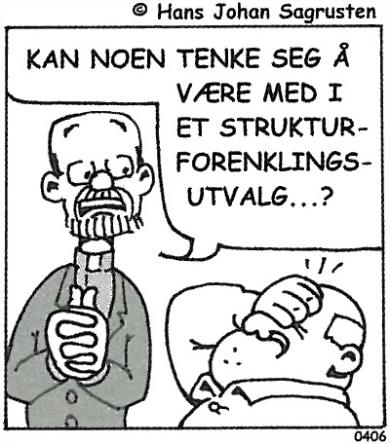 © Hans Johan Sagrusten
KAN NOEN TENKE SEG Å
VÆRE MED I
ET STRUKTUR-
FORENKLINGS-
UTVALG...?
0406